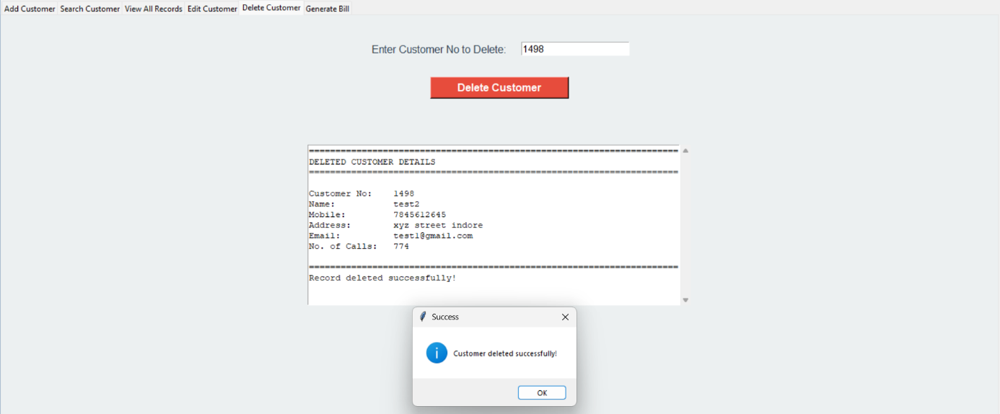 Add Customer Search Customer View All Records Edit Customer Delete Customer Generate Bill
Enter Customer No to Delete: 1498
Delete Customer
======================================================================
DELETED CUSTOMER DETAILS
======================================================================
Customer No: 1498
Name: test2
Mobile: 7845612645
Address: xyz street indore
Email: test1@gmail.com
No. of Calls: 774
======================================================================
Record deleted successfully!
Success
Customer deleted successfully!
OK